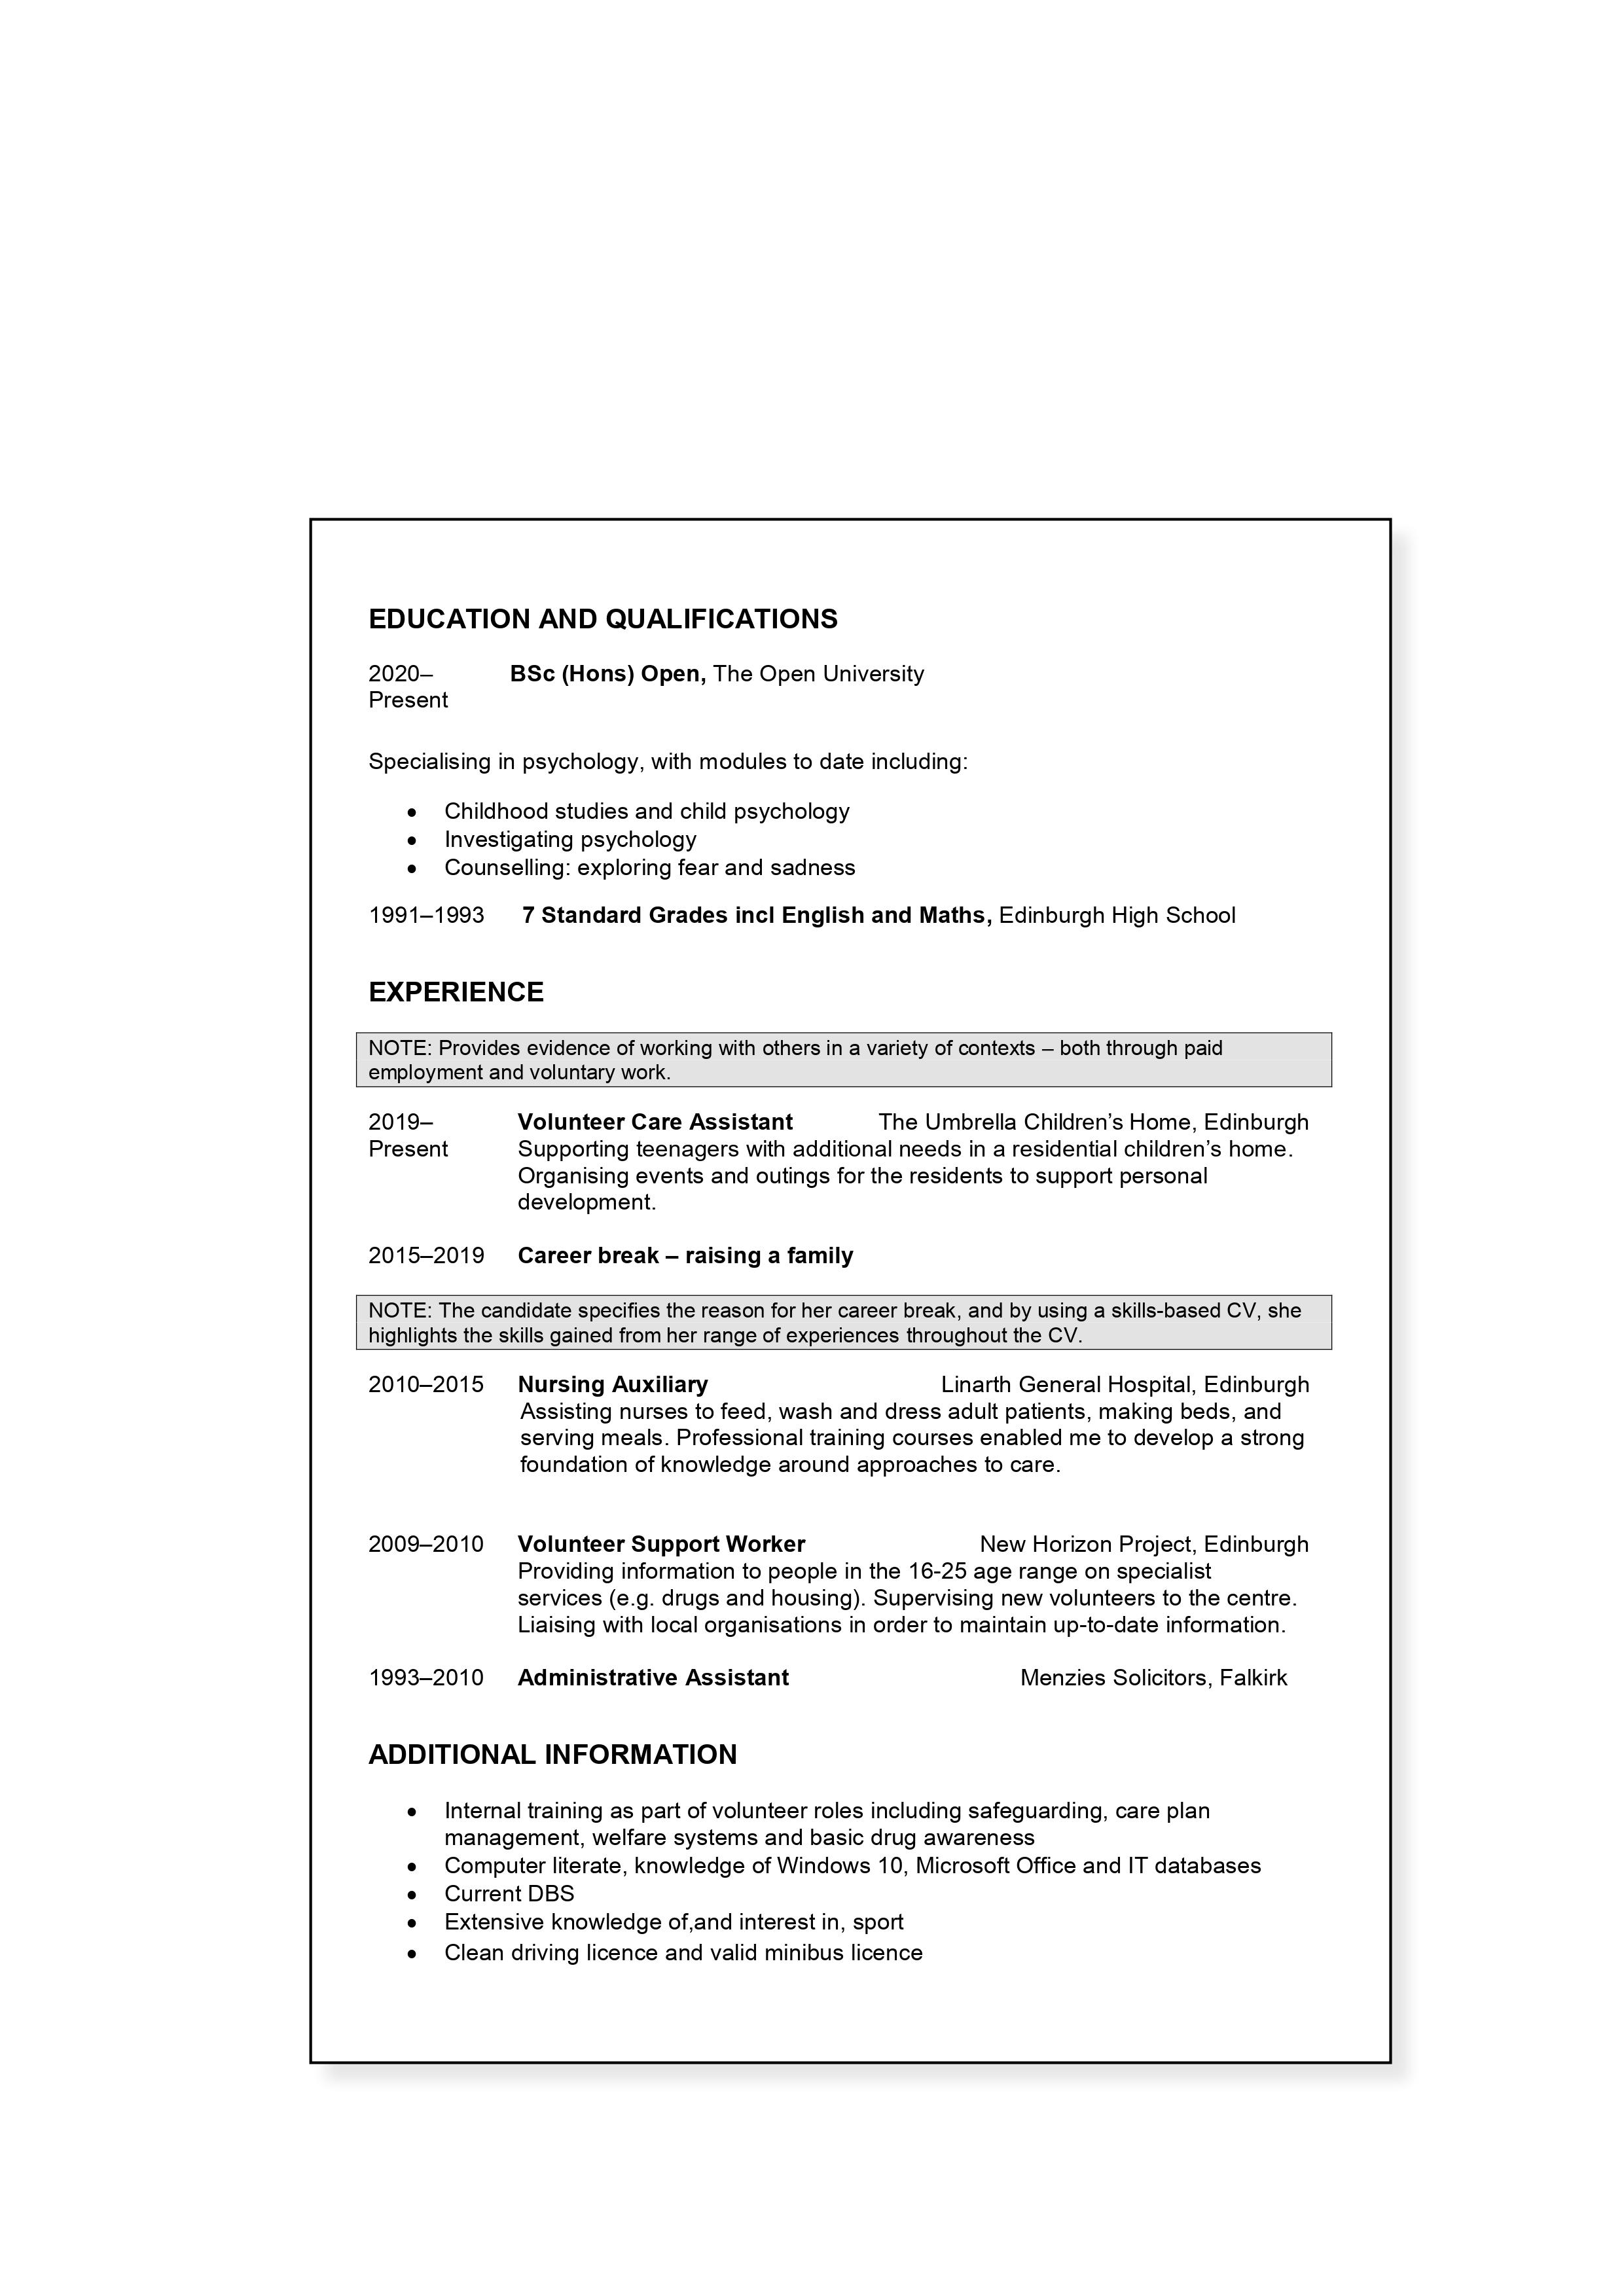 EDUCATION AND QUALIFICATIONS
2020– BSc (Hons) Open, The Open University
Present
Specialising in psychology, with modules to date including:
• Childhood studies and child psychology
• Investigating psychology
• Counselling: exploring fear and sadness
1991–1993 7 Standard Grades incl English and Maths, Edinburgh High School
EXPERIENCE
NOTE: Provides evidence of working with others in a variety of contexts – both through paid
employment and voluntary work.
2019– Volunteer Care Assistant The Umbrella Children’s Home, Edinburgh
Present Supporting teenagers with additional needs in a residential children’s home.
Organising events and outings for the residents to support personal
development.
2015–2019 Career break – raising a family
NOTE: The candidate specifies the reason for her career break, and by using a skills-based CV, she
highlights the skills gained from her range of experiences throughout the CV.
2010–2015 Nursing Auxiliary Linarth General Hospital, Edinburgh
Assisting nurses to feed, wash and dress adult patients, making beds, and
serving meals. Professional training courses enabled me to develop a strong
foundation of knowledge around approaches to care.
2009–2010 Volunteer Support Worker New Horizon Project, Edinburgh
Providing information to people in the 16-25 age range on specialist
services (e.g. drugs and housing). Supervising new volunteers to the centre.
Liaising with local organisations in order to maintain up-to-date information.
1993–2010 Administrative Assistant Menzies Solicitors, Falkirk
ADDITIONAL INFORMATION
• Internal training as part of volunteer roles including safeguarding, care plan
management, welfare systems and basic drug awareness
• Computer literate, knowledge of Windows 10, Microsoft Office and IT databases
• Current DBS
• Extensive knowledge of,and interest in, sport
• Clean driving licence and valid minibus licence